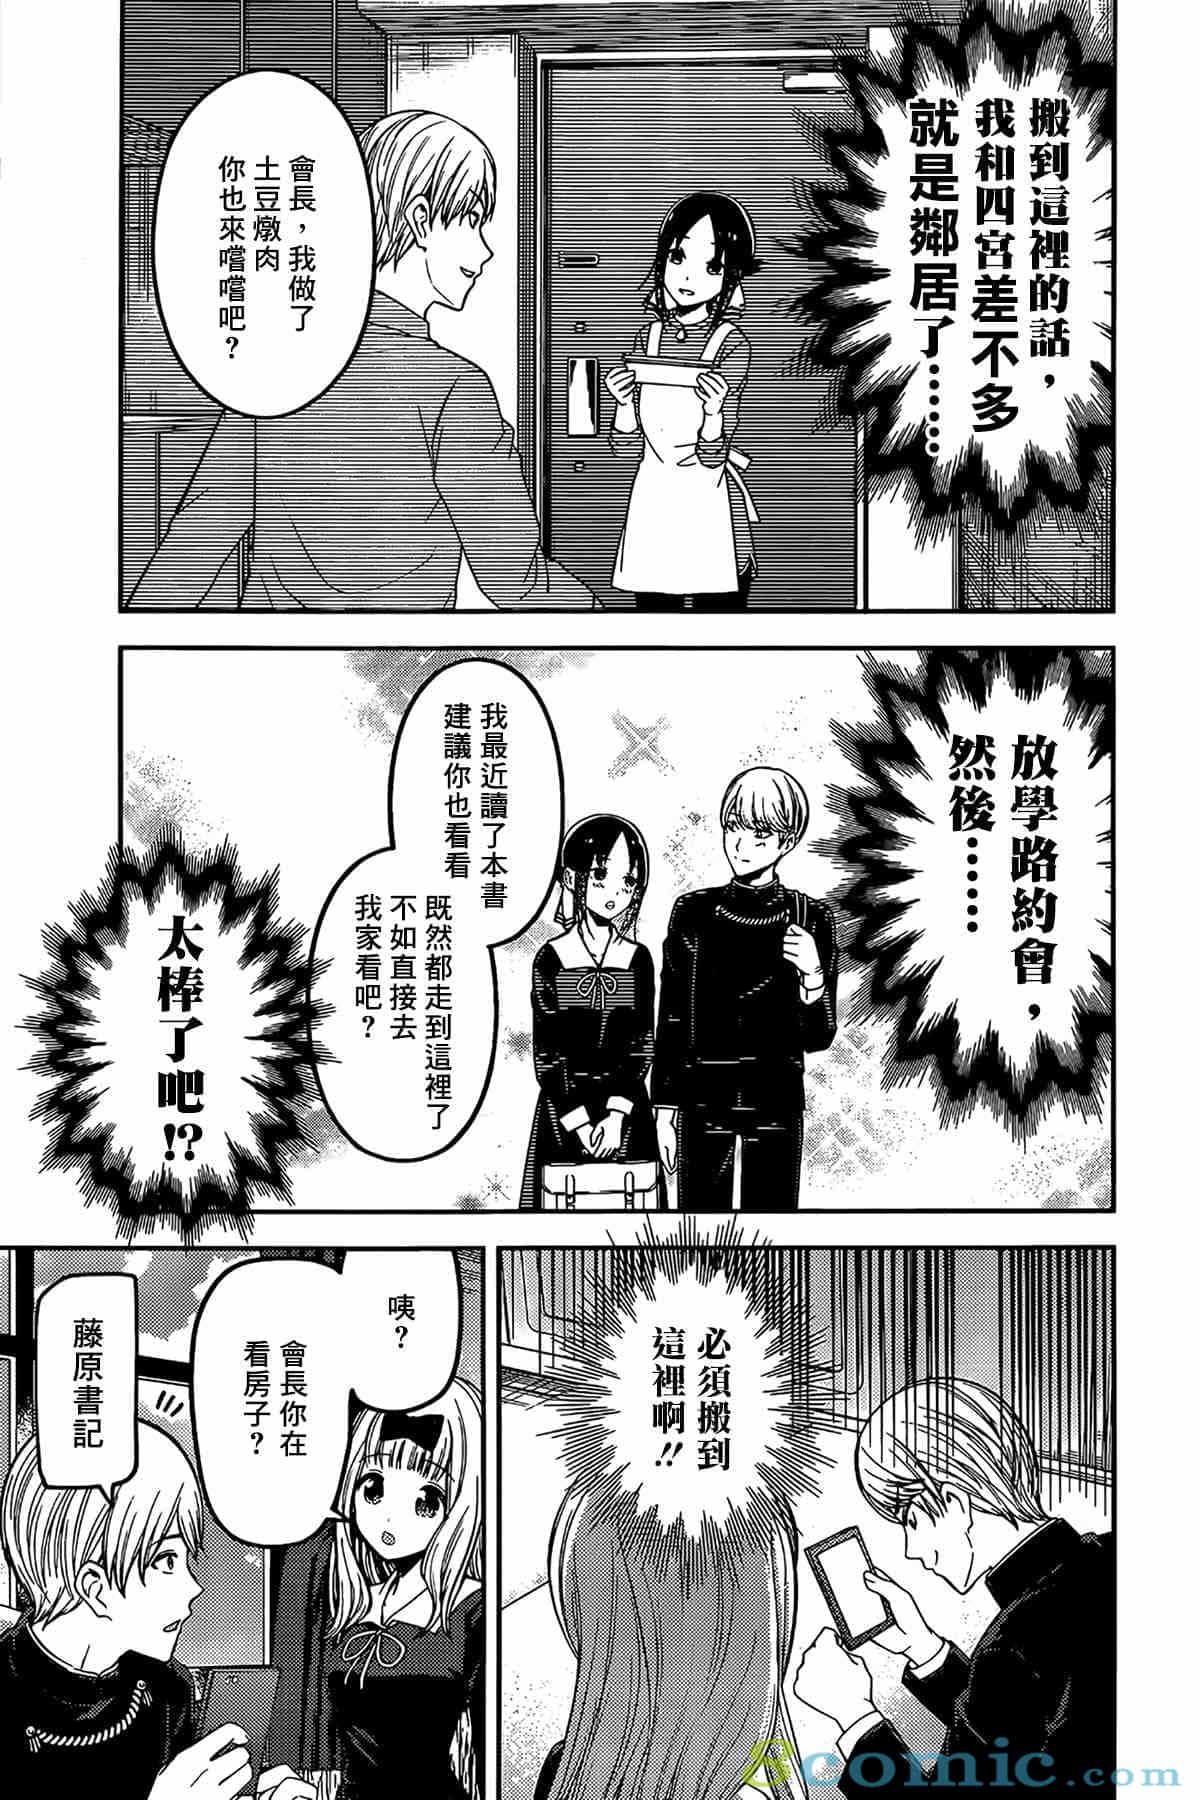 搬到這裡的話，
我和四宮差不多
就是鄰居了……
會長，我做了
土豆燉肉
你也來嚐嚐吧？
放學路約會，
然後……
我最近讀了本書
建議你也看看
既然都走到這裡了
不如直接去
我家看吧？
太棒了吧!?
必須搬到
這裡啊!!
咦？
會長你在
看房子？
藤原書記
8comic.com